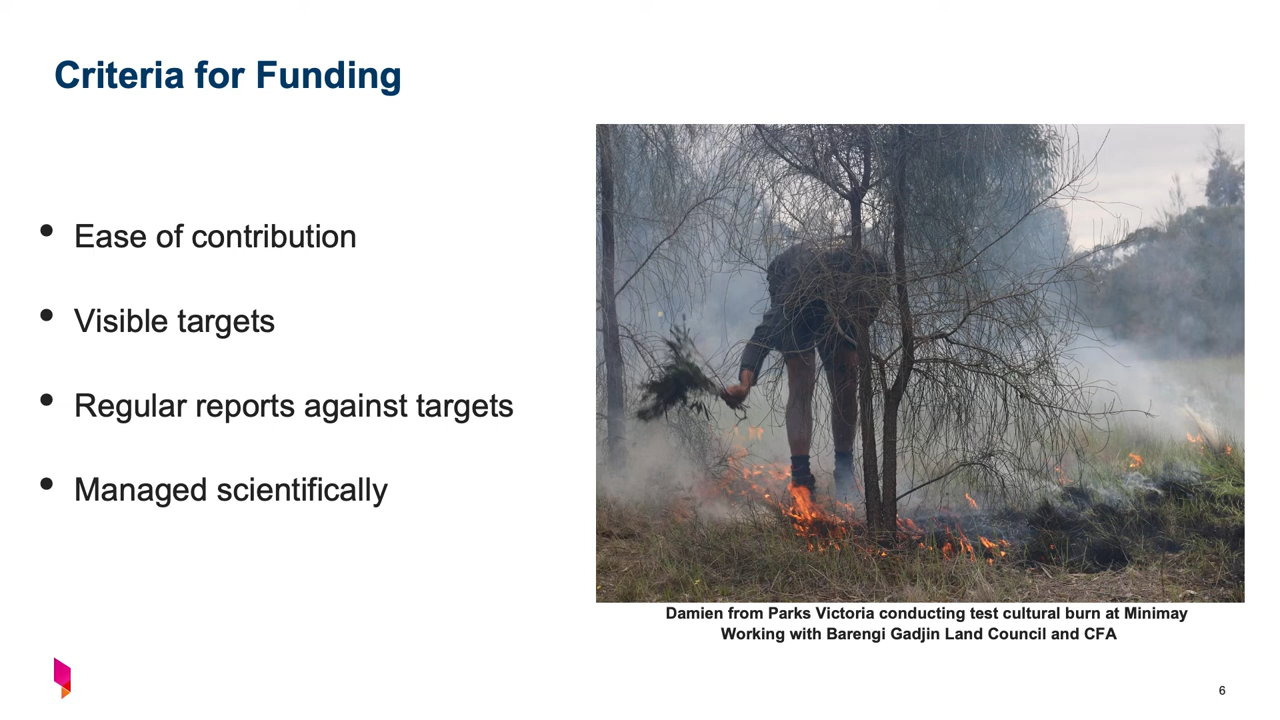 Criteria for Funding
• Ease of contribution
• Visible targets
• Regular reports against targets
• Managed scientifically
Damien from Parks Victoria conducting test cultural burn at Minimay
Working with Barengi Gadjin Land Council and CFA
6